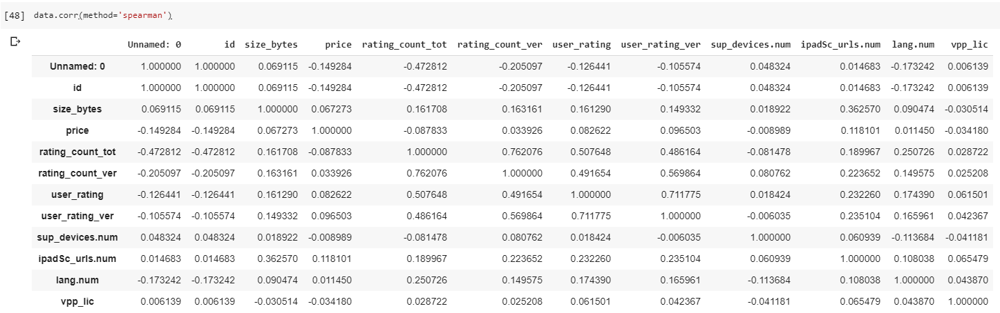 [48] data.corr(method='spearman')
Unnamed: 0 id size_bytes price rating_count_tot rating_count_ver user_rating user_rating_ver sup_devices.num ipadSc_urls.num lang.num vpp_lic
Unnamed: 0 1.000000 1.000000 0.069115 -0.149284 -0.472812 -0.205097 -0.126441 -0.105574 0.048324 0.014683 -0.173242 0.006139
id 1.000000 1.000000 0.069115 -0.149284 -0.472812 -0.205097 -0.126441 -0.105574 0.048324 0.014683 -0.173242 0.006139
size_bytes 0.069115 0.069115 1.000000 0.067273 0.161708 0.163161 0.161290 0.149332 0.018922 0.362570 0.090474 -0.030514
price -0.149284 -0.149284 0.067273 1.000000 -0.087833 0.033926 0.082622 0.096503 -0.008989 0.118101 0.011450 -0.034180
rating_count_tot -0.472812 -0.472812 0.161708 -0.087833 1.000000 0.762076 0.507648 0.486164 -0.081478 0.189967 0.250726 0.028722
rating_count_ver -0.205097 -0.205097 0.163161 0.033926 0.762076 1.000000 0.491654 0.569864 0.080762 0.223652 0.149575 0.025208
user_rating -0.126441 -0.126441 0.161290 0.082622 0.507648 0.491654 1.000000 0.711775 0.018424 0.232260 0.174390 0.061501
user_rating_ver -0.105574 -0.105574 0.149332 0.096503 0.486164 0.569864 0.711775 1.000000 -0.006035 0.235104 0.165961 0.042367
sup_devices.num 0.048324 0.048324 0.018922 -0.008989 -0.081478 0.080762 0.018424 -0.006035 1.000000 0.060939 -0.113684 -0.041181
ipadSc_urls.num 0.014683 0.014683 0.362570 0.118101 0.189967 0.223652 0.232260 0.235104 0.060939 1.000000 0.108038 0.065479
lang.num -0.173242 -0.173242 0.090474 0.011450 0.250726 0.149575 0.174390 0.165961 -0.113684 0.108038 1.000000 0.043870
vpp_lic 0.006139 0.006139 -0.030514 -0.034180 0.028722 0.025208 0.061501 0.042367 -0.041181 0.065479 0.043870 1.000000